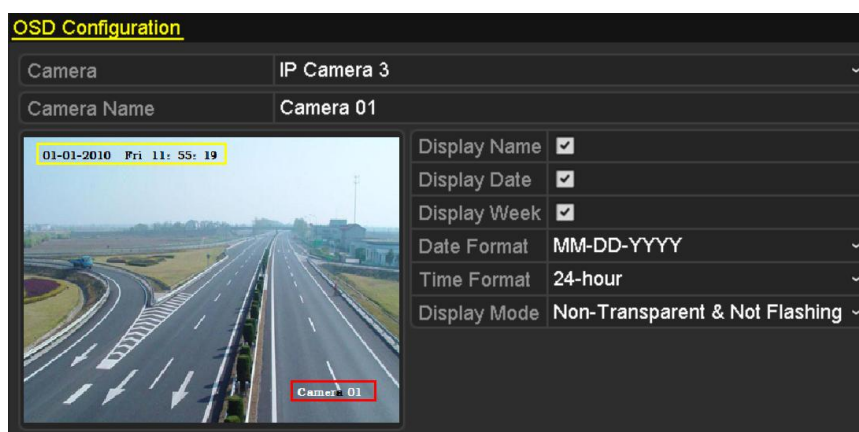 OSD Configuration
Camera IP Camera 3
Camera Name Camera 01
01-01-2010 Fri 11: 55: 19
Camera 01
Display Name
Display Date
Display Week
Date Format MM-DD-YYYY
Time Format 24-hour
Display Mode Non-Transparent & Not Flashing